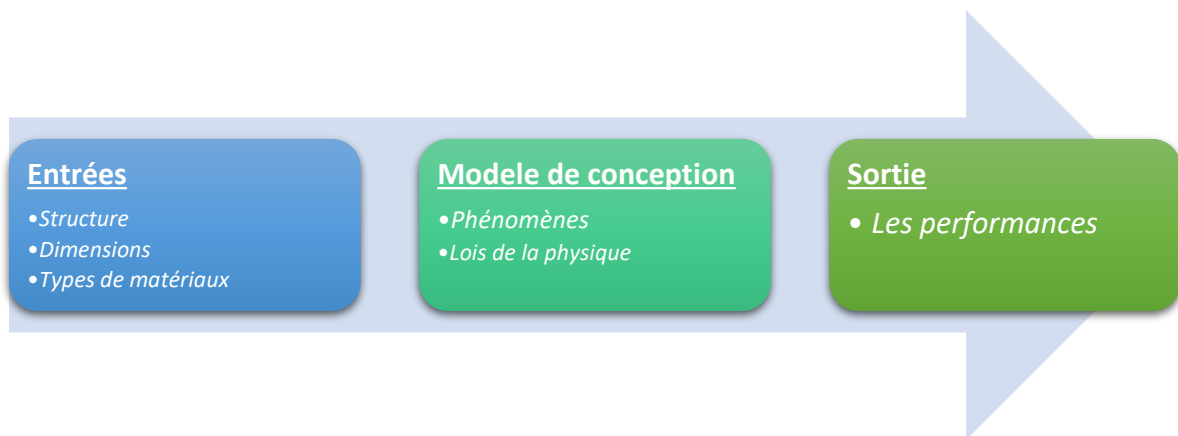 Entrées
•Structure
•Dimensions
•Types de matériaux
Modele de conception
•Phénomènes
•Lois de la physique
Sortie
• Les performances